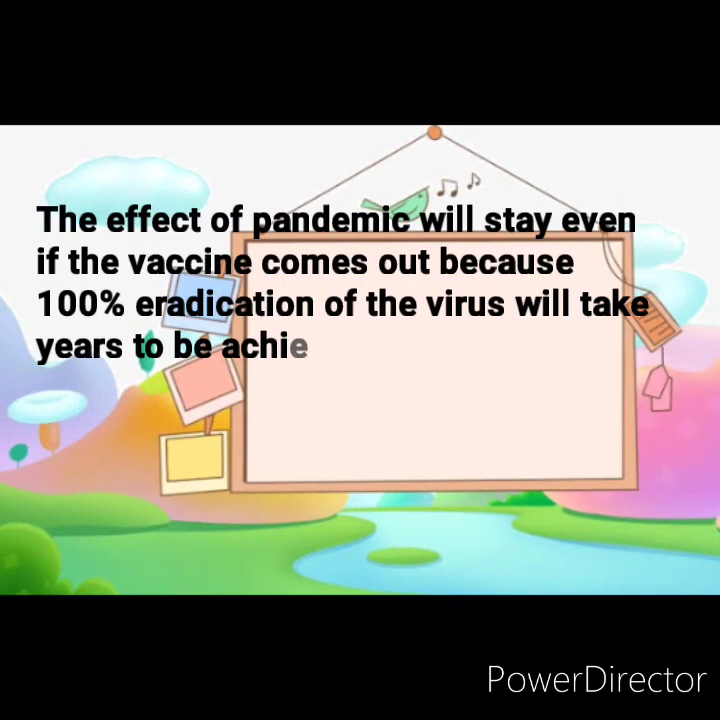 The effect of pandemic will stay even
if the vaccine comes out because
100% eradication of the virus will take
years to be achie
PowerDirector